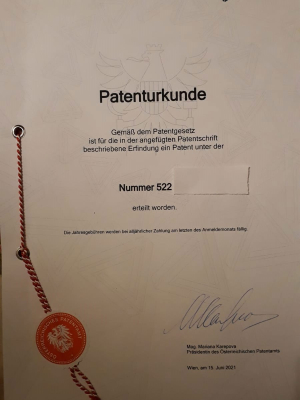 Patenturkunde
Gemäß dem Patentgesetz
ist für die in der angefügten Patentschrift
beschriebene Erfindung ein Patent unter der
Nummer 522
erteilt worden.
Die Jahresgebühren werden bei alljährlicher Zahlung am letzten des Anmeldemonats fällig.
Mag. Mariana Karepova
Präsidentin des Österreichischen Patentamts
Wien, am 15. Juni 2021